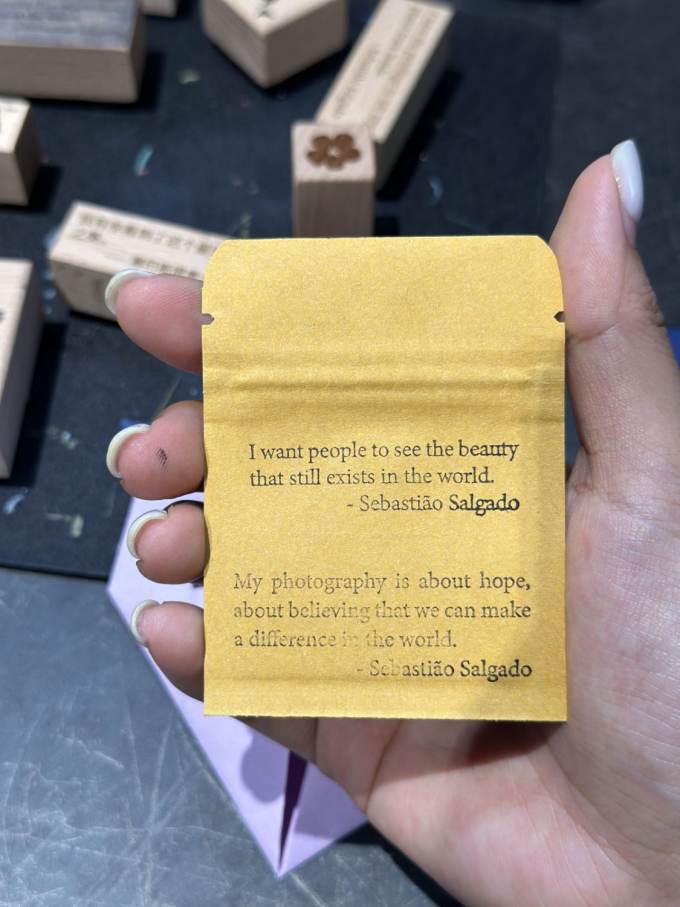 I want people to see the beauty
that still exists in the world.
- Sebastião Salgado
My photography is about hope,
about believing that we can make
a difference in the world.
- Sebastião Salgado